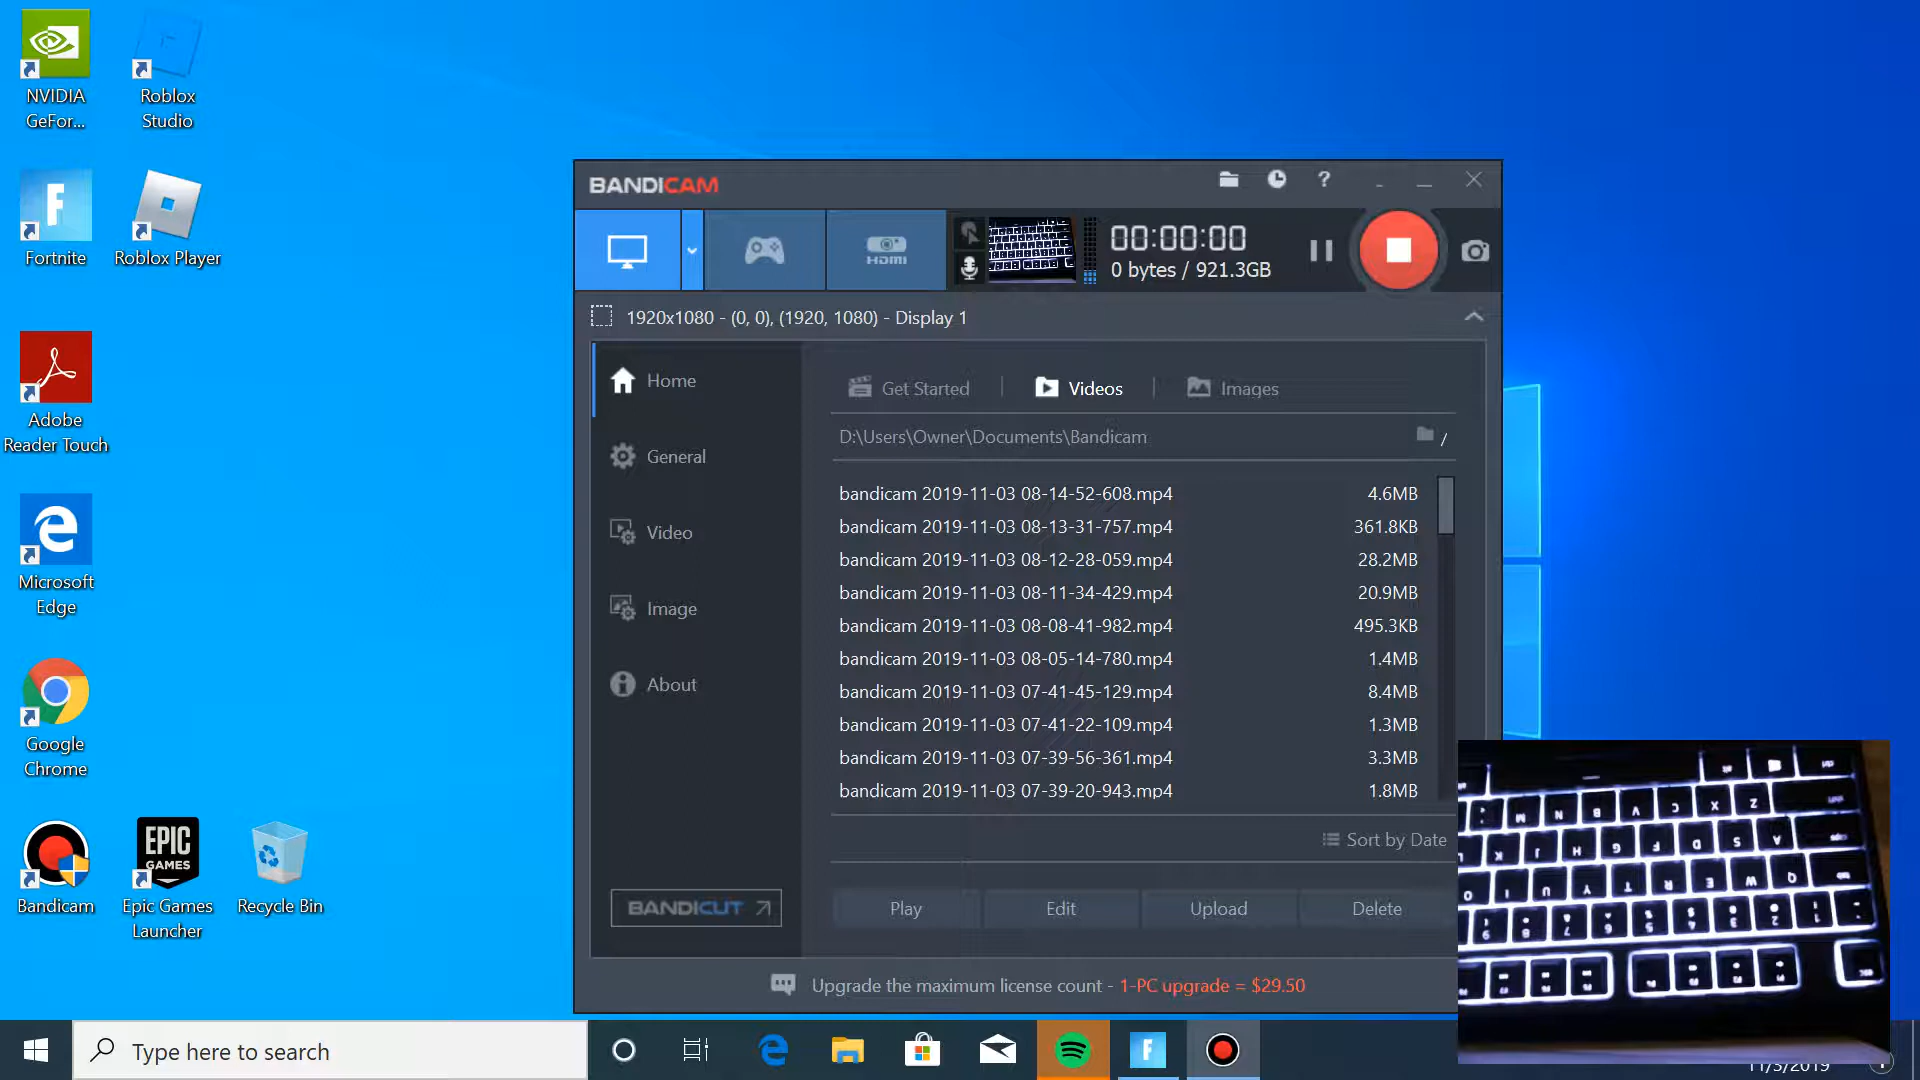 NVIDIA
GeFor...
Roblox
Studio
Fortnite
Roblox Player
Adobe
Reader Touch
Microsoft
Edge
Google
Chrome
Bandicam
EPIC
GAMES
Epic Games
Launcher
Recycle Bin
BANDICAM
?
HDMI
00:00:00
0 bytes / 921.3GB
1920x1080 - (0, 0), (1920, 1080) - Display 1
Home
General
Video
Image
About
BANDICUT
Get Started
Videos
Images
D:\Users\Owner\Documents\Bandicam
/
bandicam 2019-11-03 08-14-52-608.mp4 4.6MB
bandicam 2019-11-03 08-13-31-757.mp4 361.8KB
bandicam 2019-11-03 08-12-28-059.mp4 28.2MB
bandicam 2019-11-03 08-11-34-429.mp4 20.9MB
bandicam 2019-11-03 08-08-41-982.mp4 495.3KB
bandicam 2019-11-03 08-05-14-780.mp4 1.4MB
bandicam 2019-11-03 07-41-45-129.mp4 8.4MB
bandicam 2019-11-03 07-41-22-109.mp4 1.3MB
bandicam 2019-11-03 07-39-56-361.mp4 3.3MB
bandicam 2019-11-03 07-39-20-943.mp4 1.8MB
Sort by Date
Play Edit Upload Delete
Upgrade the maximum license count - 1-PC upgrade = $29.50
Type here to search
11/3/2019